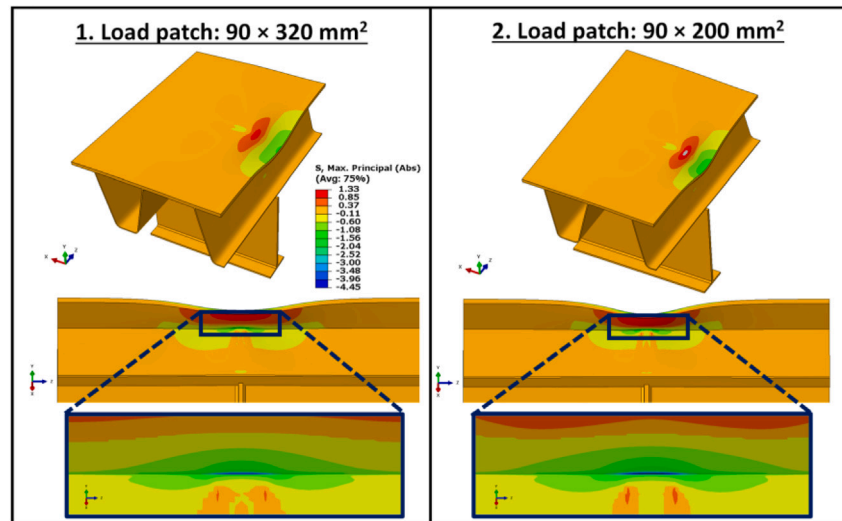 1. Load patch: 90 × 320 mm²
2. Load patch: 90 × 200 mm²
S, Max. Principal (Abs)
(Avg: 75%)
1.33
0.85
0.37
-0.11
-0.60
-1.08
-1.56
-2.04
-2.52
-3.00
-3.48
-3.96
-4.45
X
Y
Z
X
Y
Z
Y
Z
X
Y
Z